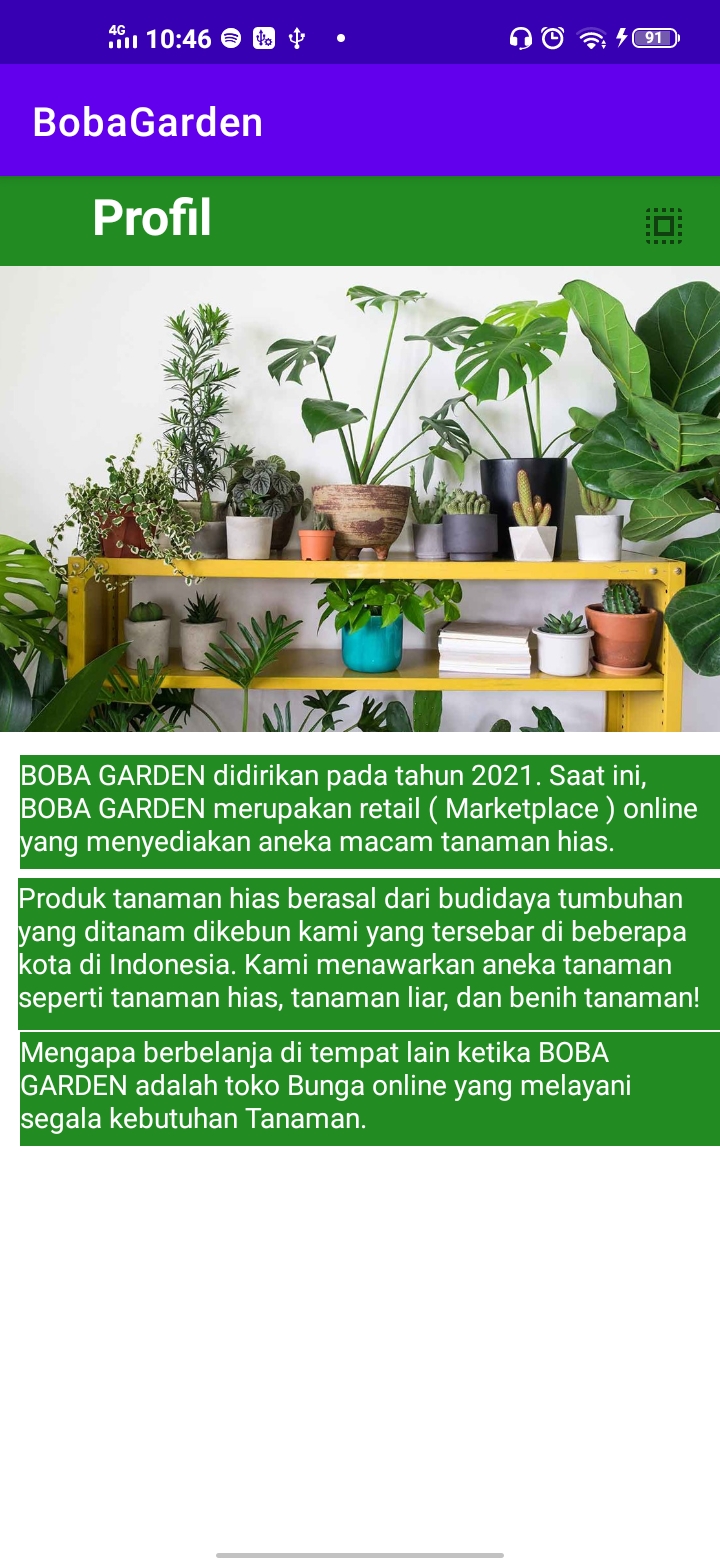 4G 10:46 91
BobaGarden
Profil
BOBA GARDEN didirikan pada tahun 2021. Saat ini,
BOBA GARDEN merupakan retail ( Marketplace ) online
yang menyediakan aneka macam tanaman hias.
Produk tanaman hias berasal dari budidaya tumbuhan
yang ditanam dikebun kami yang tersebar di beberapa
kota di Indonesia. Kami menawarkan aneka tanaman
seperti tanaman hias, tanaman liar, dan benih tanaman!
Mengapa berbelanja di tempat lain ketika BOBA
GARDEN adalah toko Bunga online yang melayani
segala kebutuhan Tanaman.